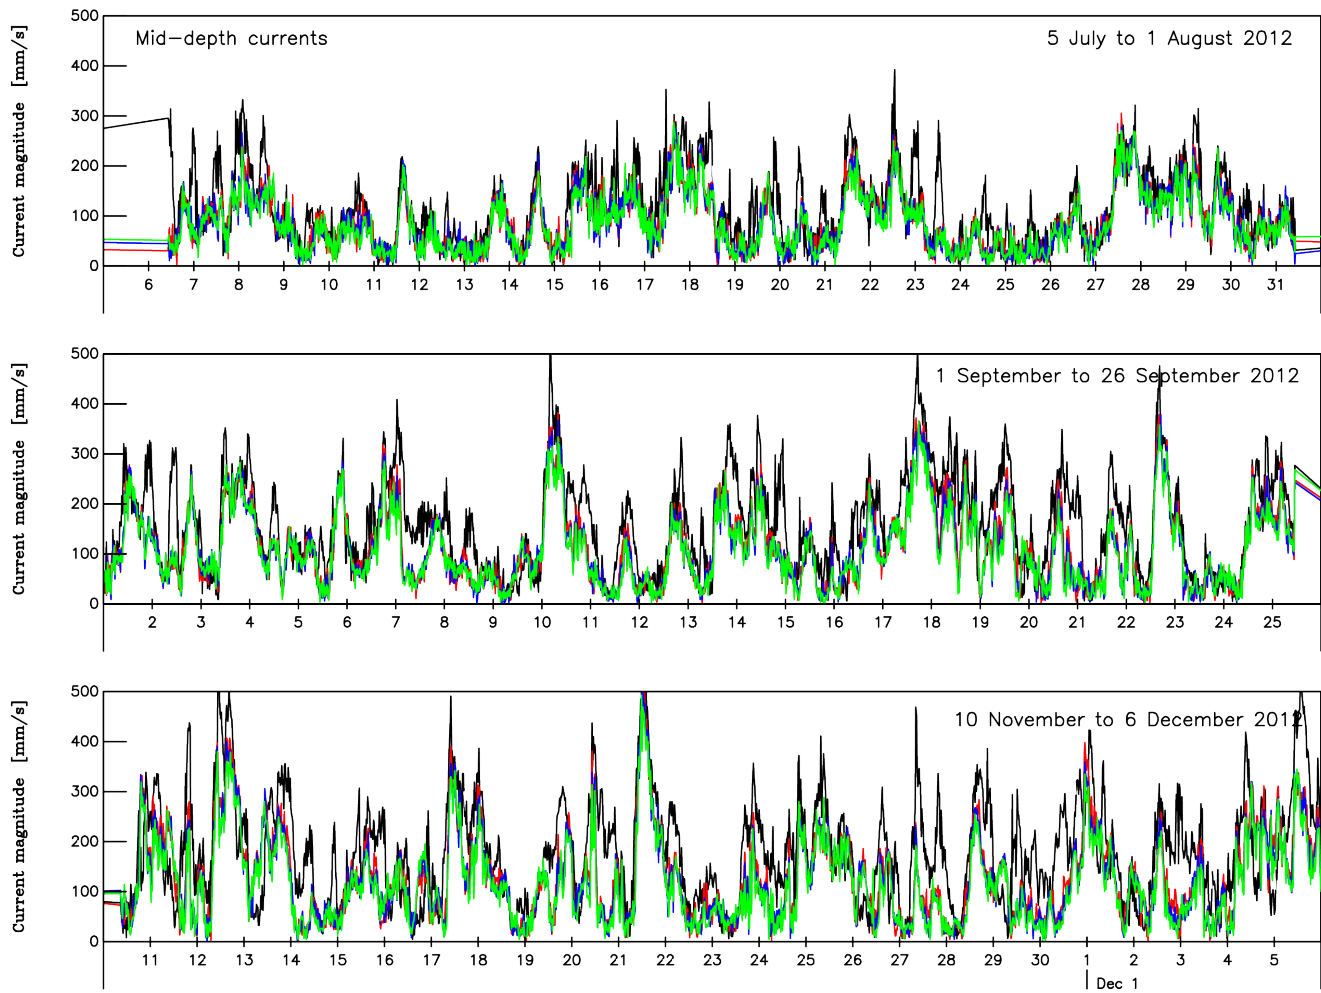 500
Mid-depth currents
5 July to 1 August 2012
400
300
200
100
0
Current magnitude [mm/s]
6 7 8 9 10 11 12 13 14 15 16 17 18 19 20 21 22 23 24 25 26 27 28 29 30 31
500
1 September to 26 September 2012
400
300
200
100
0
Current magnitude [mm/s]
2 3 4 5 6 7 8 9 10 11 12 13 14 15 16 17 18 19 20 21 22 23 24 25
500
10 November to 6 December 2012
400
300
200
100
0
Current magnitude [mm/s]
11 12 13 14 15 16 17 18 19 20 21 22 23 24 25 26 27 28 29 30 1 2 3 4 5
Dec 1